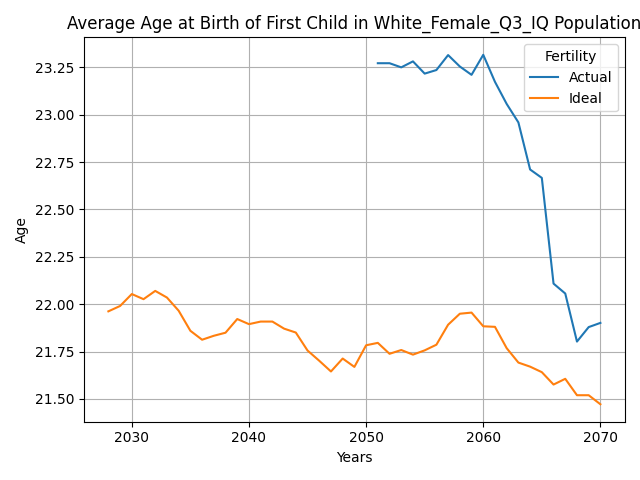 Average Age at Birth of First Child in White_Female_Q3_IQ Population
Fertility
Actual
Ideal
23.25
23.00
22.75
22.50
22.25
22.00
21.75
21.50
Age
2030 2040 2050 2060 2070
Years